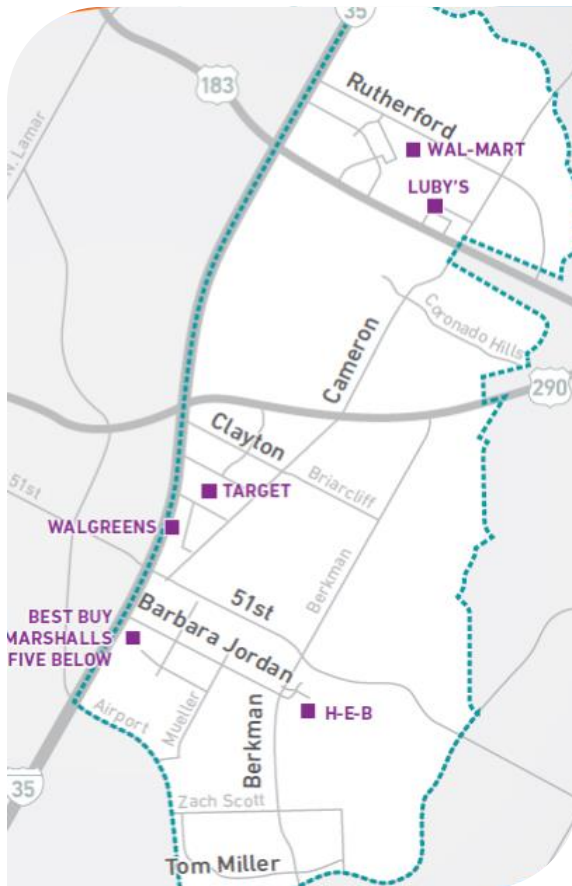 35
183
Rutherford
N. Lamar
WAL-MART
LUBY'S
Coronado Hills
Cameron
290
Clayton
Briarcliff
51st
TARGET
WALGREENS
Berkman
51st
BEST BUY
MARSHALLS
FIVE BELOW
Barbara Jordan
Mueller
Airport
H-E-B
Berkman
35
Zach Scott
Tom Miller